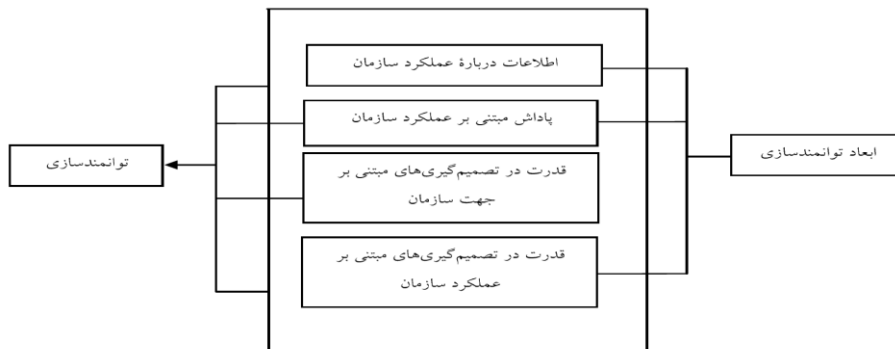 اطلاعات دربارهٔ عملکرد سازمان
پاداش مبتنی بر عملکرد سازمان
ابعاد توانمندسازی
توانمندسازی
قدرت در تصمیم‌گیری‌های مبتنی بر
جهت سازمان
قدرت در تصمیم‌گیری‌های مبتنی بر
عملکرد سازمان